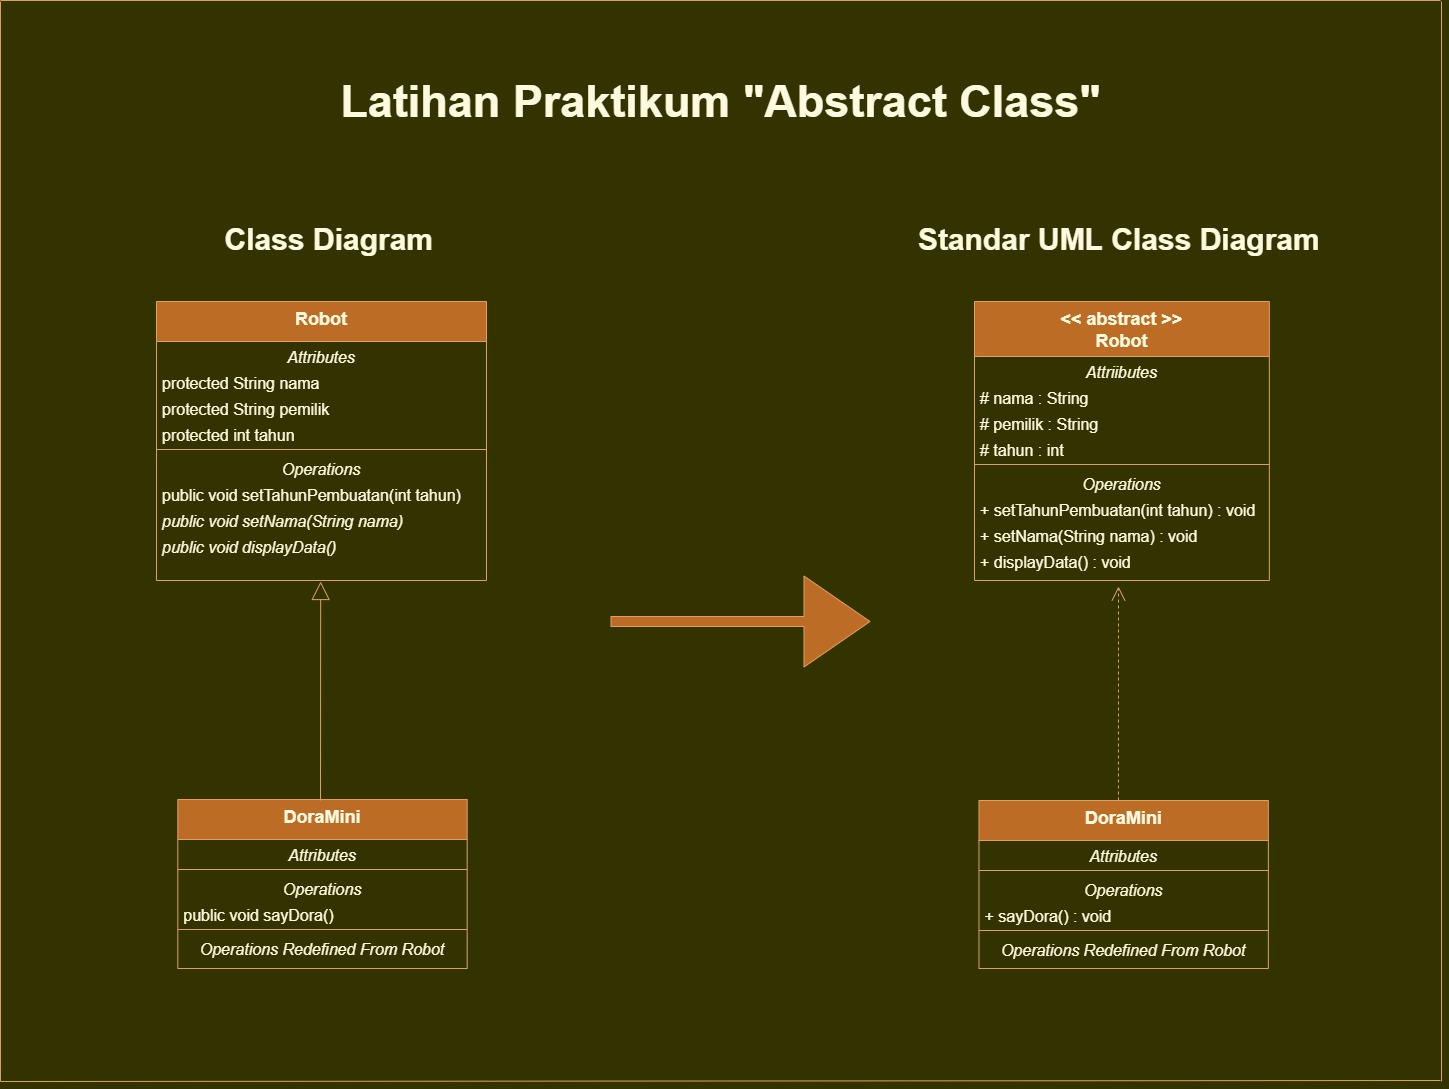 Latihan Praktikum "Abstract Class"
Class Diagram
Robot
Attributes
protected String nama
protected String pemilik
protected int tahun
Operations
public void setTahunPembuatan(int tahun)
public void setNama(String nama)
public void displayData()
DoraMini
Attributes
Operations
public void sayDora()
Operations Redefined From Robot
Standar UML Class Diagram
<< abstract >>
Robot
Attriibutes
# nama : String
# pemilik : String
# tahun : int
Operations
+ setTahunPembuatan(int tahun) : void
+ setNama(String nama) : void
+ displayData() : void
DoraMini
Attributes
Operations
+ sayDora() : void
Operations Redefined From Robot